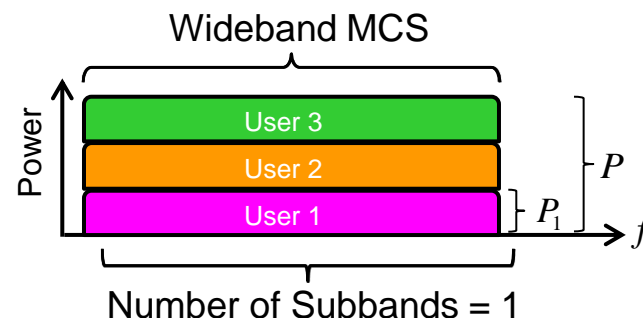 Wideband MCS
Power
User 3
User 2
User 1
P
P₁
f
Number of Subbands = 1